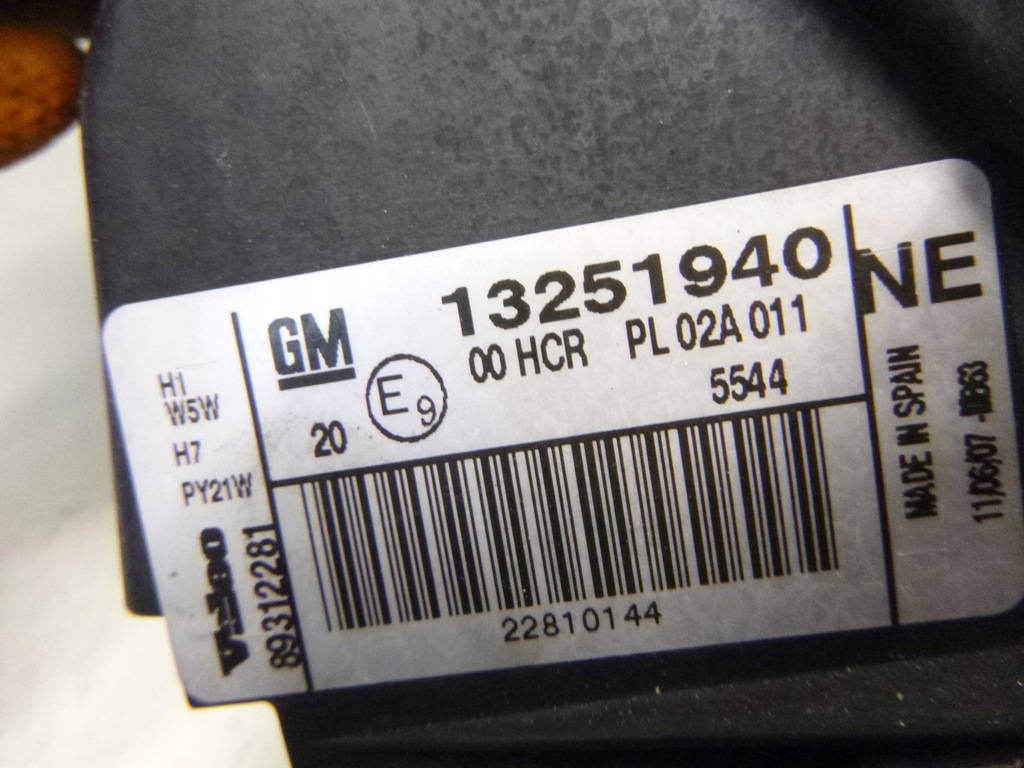 H1
W5W
H7
PY21W
Valeo
89312281
GM
13251940
00 HCR PL 02A 011
20 E9
5544
22810144
NE
MADE IN SPAIN
11/06/07